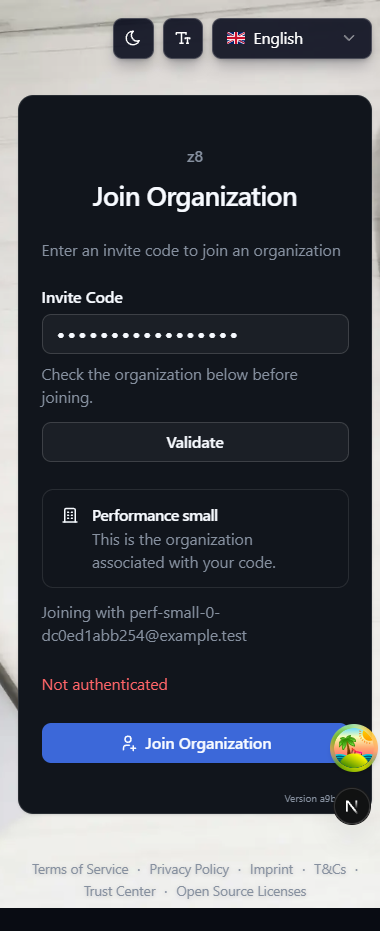 English
z8
Join Organization
Enter an invite code to join an organization
Invite Code
•••••••••••••••••
Check the organization below before
joining.
Validate
Performance small
This is the organization
associated with your code.
Joining with perf-small-0-
dc0ed1abb254@example.test
Not authenticated
Join Organization
Version
Terms of Service · Privacy Policy · Imprint · T&Cs ·
Trust Center · Open Source Licenses